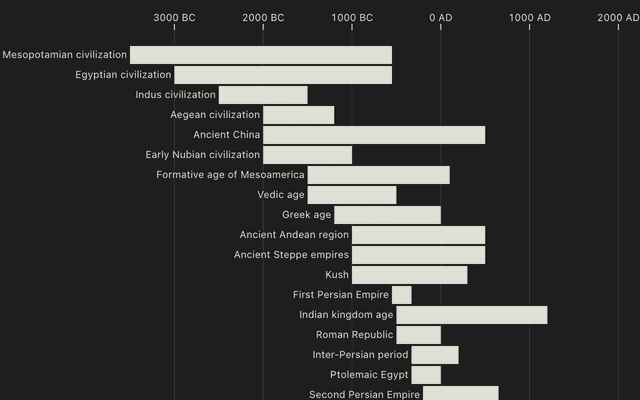 3000 BC 2000 BC 1000 BC 0 AD 1000 AD 2000 AD
Mesopotamian civilization
Egyptian civilization
Indus civilization
Aegean civilization
Ancient China
Early Nubian civilization
Formative age of Mesoamerica
Vedic age
Greek age
Ancient Andean region
Ancient Steppe empires
Kush
First Persian Empire
Indian kingdom age
Roman Republic
Inter-Persian period
Ptolemaic Egypt
Second Persian Empire